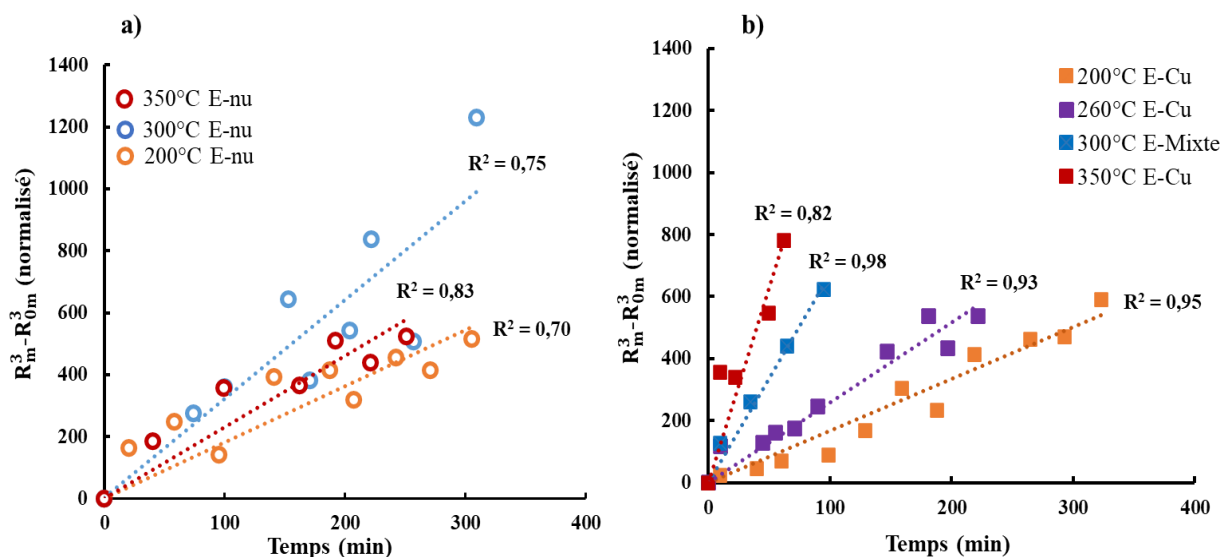 a)
1400
1200
1000
800
600
400
200
0
R³ₘ-R³₀ₘ (normalisé)
350°C E-nu
300°C E-nu
200°C E-nu
R² = 0,75
R² = 0,83
R² = 0,70
0 100 200 300 400
Temps (min)
b)
1400
1200
1000
800
600
400
200
0
R³ₘ-R³₀ₘ (normalisé)
200°C E-Cu
260°C E-Cu
300°C E-Mixte
350°C E-Cu
R² = 0,82
R² = 0,98
R² = 0,93
R² = 0,95
0 100 200 300 400
Temps (min)